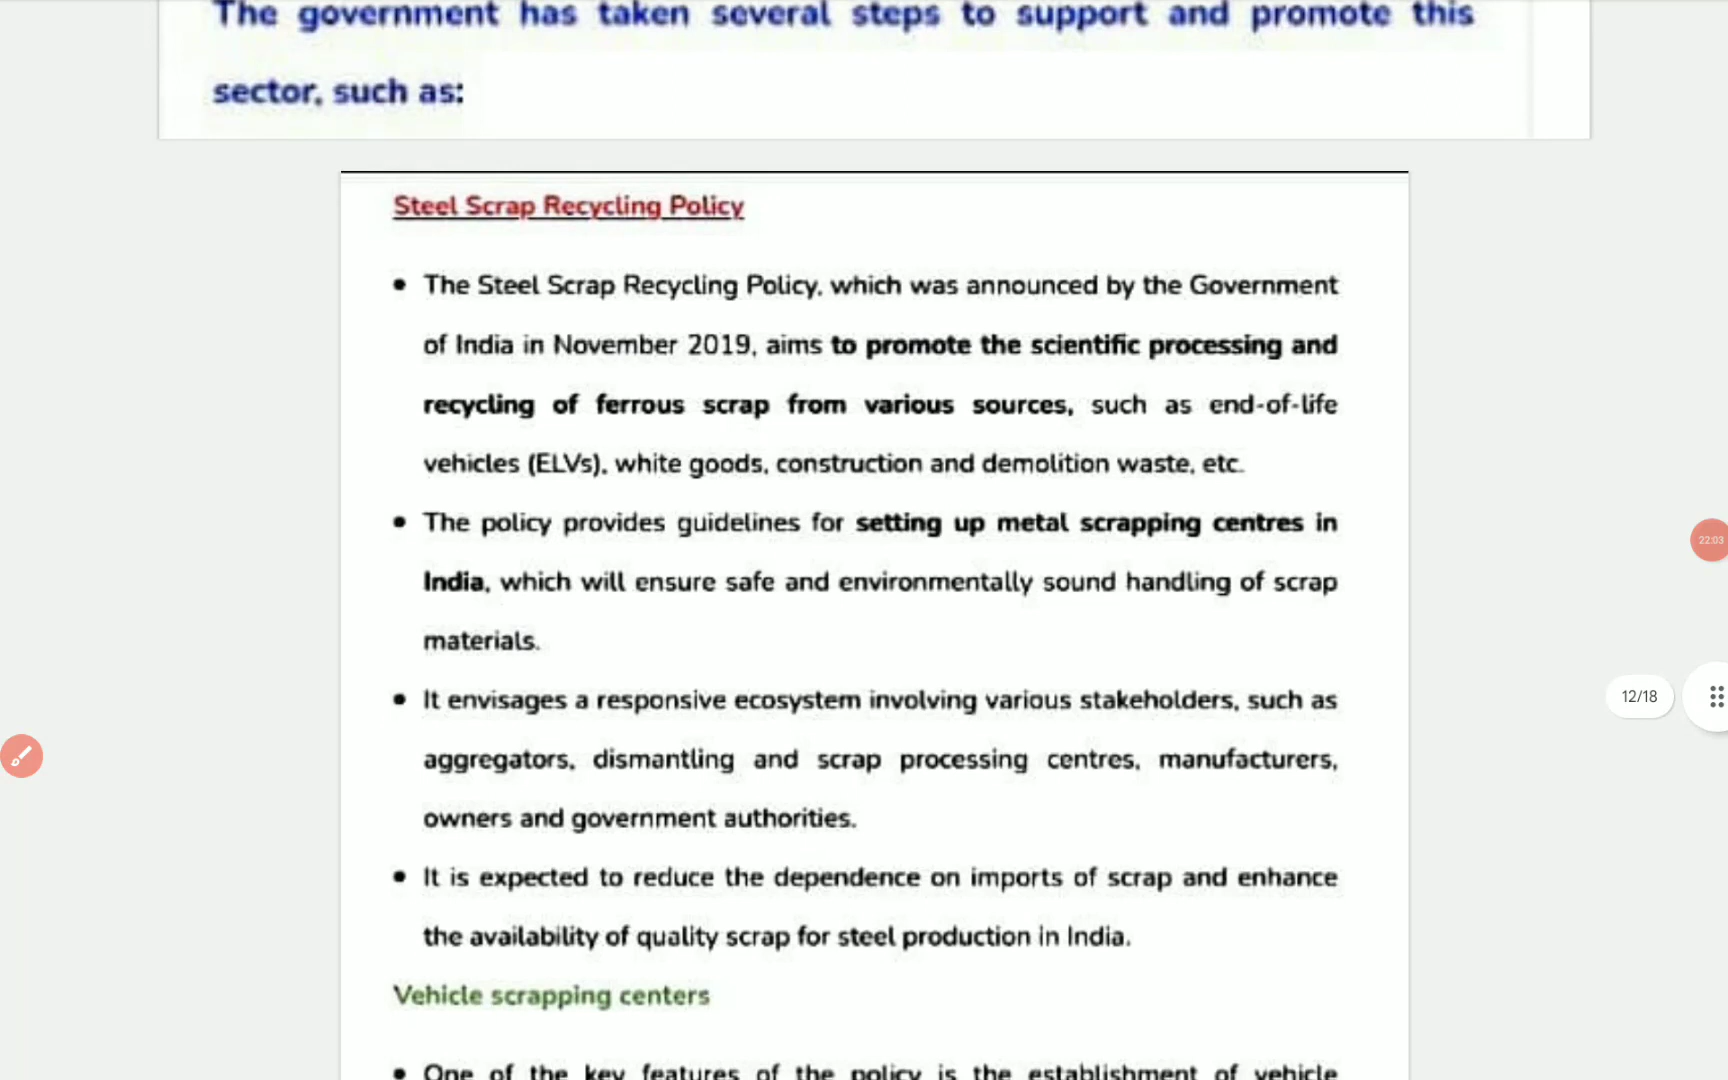 The government has taken several steps to support and promote this
sector, such as:
Steel Scrap Recycling Policy
• The Steel Scrap Recycling Policy, which was announced by the Government
of India in November 2019, aims to promote the scientific processing and
recycling of ferrous scrap from various sources, such as end-of-life
vehicles (ELVs), white goods, construction and demolition waste, etc.
• The policy provides guidelines for setting up metal scrapping centres in
India, which will ensure safe and environmentally sound handling of scrap
materials.
22:03
• It envisages a responsive ecosystem involving various stakeholders, such as
12/18
aggregators, dismantling and scrap processing centres, manufacturers,
owners and government authorities.
• It is expected to reduce the dependence on imports of scrap and enhance
the availability of quality scrap for steel production in India.
Vehicle scrapping centers
• One of the key features of the policy is the establishment of vehicle